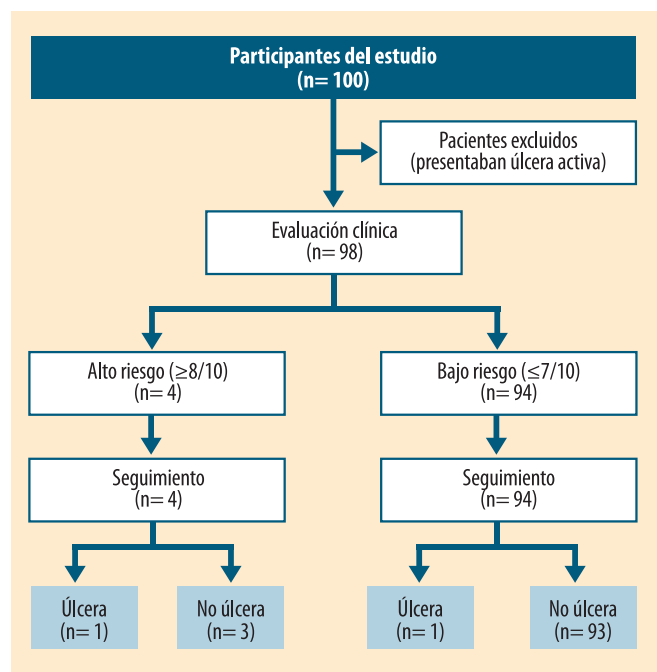 Participantes del estudio
(n= 100)
Pacientes excluidos
(presentaban úlcera activa)
Evaluación clínica
(n= 98)
Alto riesgo (≥8/10)
(n= 4)
Bajo riesgo (≤7/10)
(n= 94)
Seguimiento
(n= 4)
Seguimiento
(n= 94)
Úlcera
(n= 1)
No úlcera
(n= 3)
Úlcera
(n= 1)
No úlcera
(n= 93)